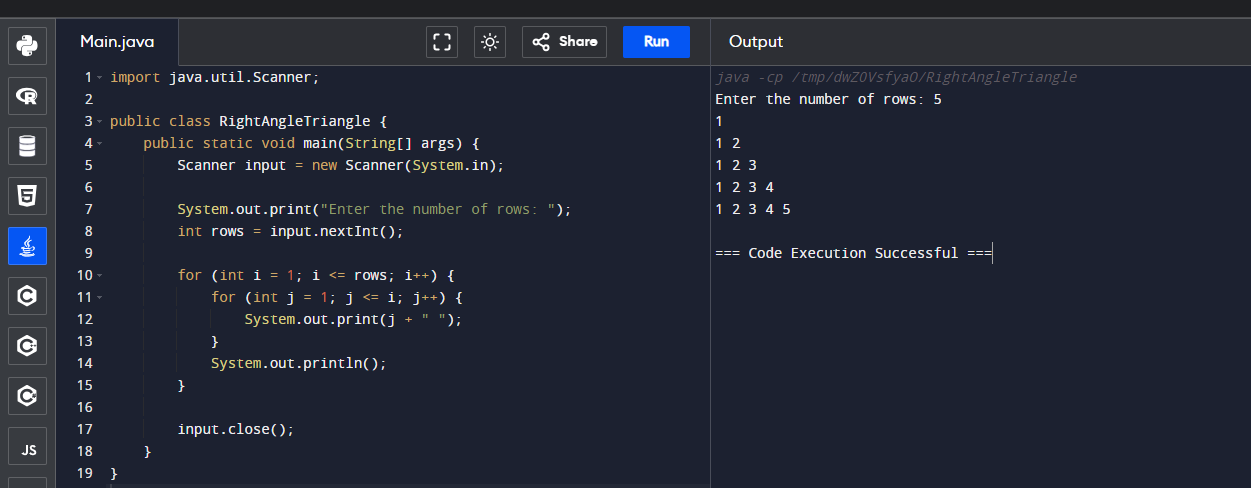 Main.java
Share
Run
Output
1 import java.util.Scanner;
2
3 public class RightAngleTriangle {
4     public static void main(String[] args) {
5         Scanner input = new Scanner(System.in);
6
7         System.out.print("Enter the number of rows: ");
8         int rows = input.nextInt();
9
10         for (int i = 1; i <= rows; i++) {
11             for (int j = 1; j <= i; j++) {
12                 System.out.print(j + " ");
13             }
14             System.out.println();
15         }
16
17         input.close();
18     }
19 }
java -cp /tmp/dwZ0VsfyaO/RightAngleTriangle
Enter the number of rows: 5
1
1 2
1 2 3
1 2 3 4
1 2 3 4 5
=== Code Execution Successful ===
R
5
C
C
C
JS